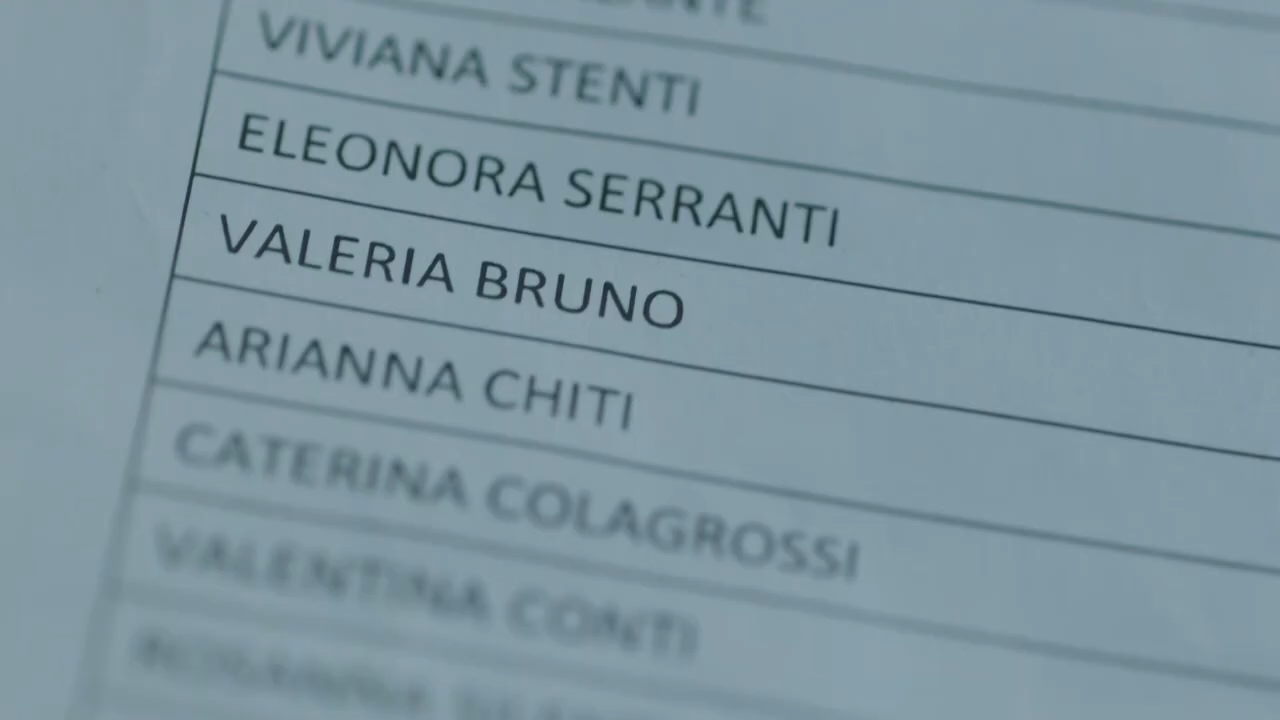 VIVIANA STENTI
ELEONORA SERRANTI
VALERIA BRUNO
ARIANNA CHITI
CATERINA COLAGROSSI
VALENTINA CONTI